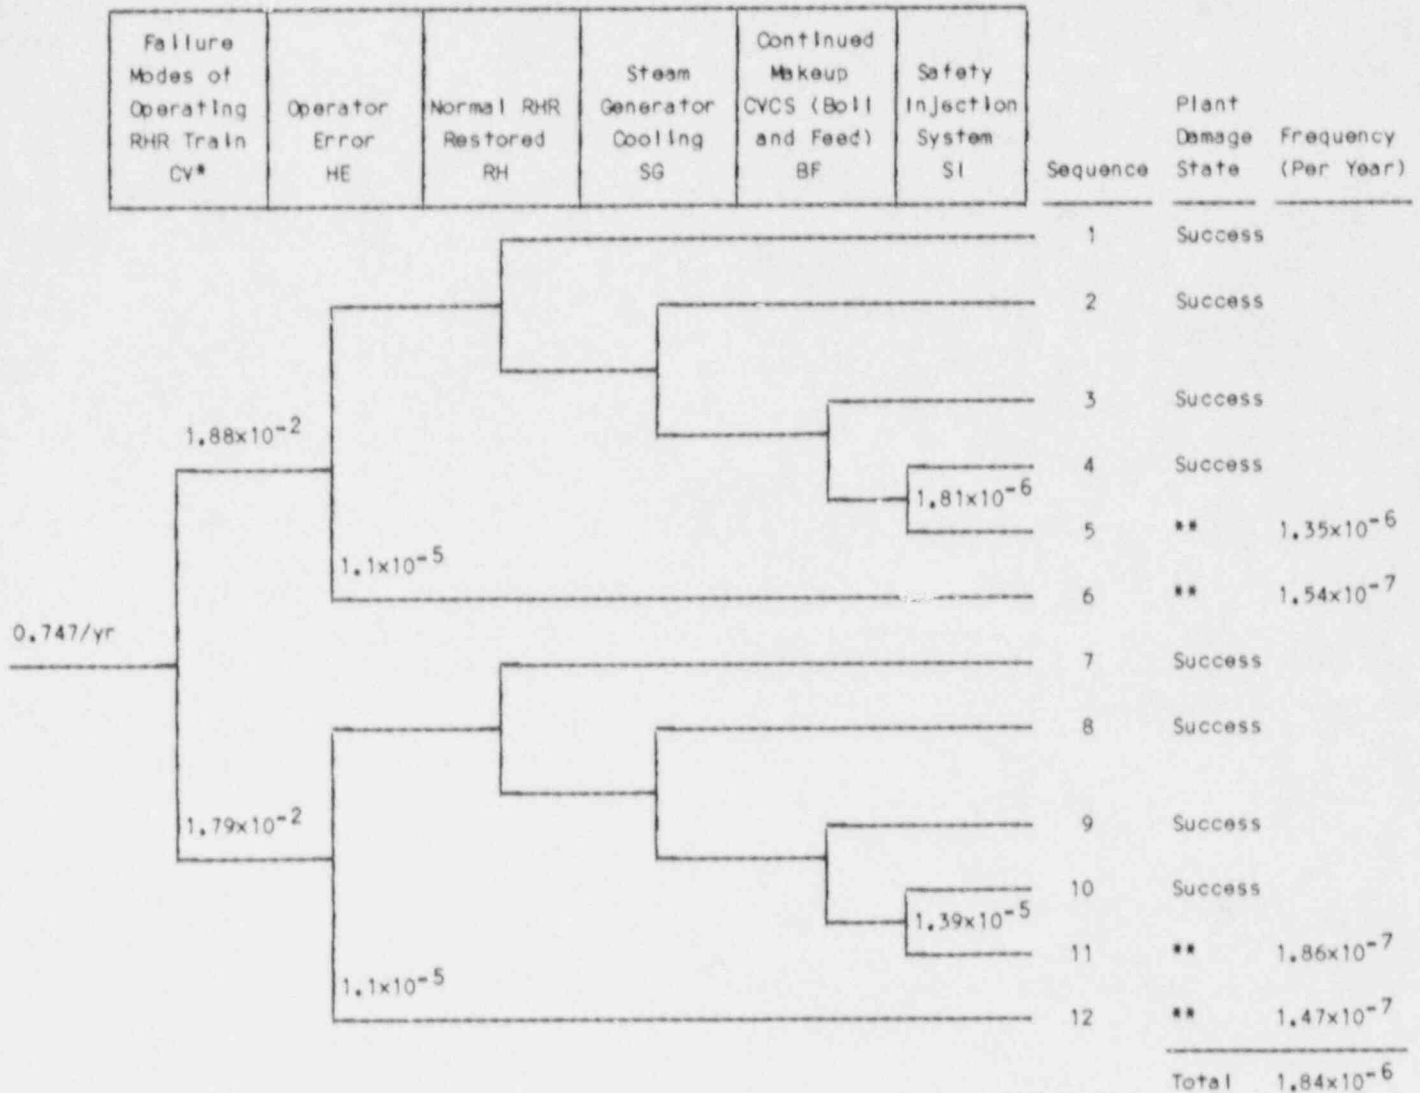 Failure Modes of Operating RHR Train CV*
Operator Error HE
Normal RHR Restored RH
Steam Generator Cooling SG
Continued Makeup CVCS (Boil and Feed) BF
Safety Injection System SI
Sequence
Plant Damage State
Frequency (Per Year)
1 Success
2 Success
3 Success
1.88x10⁻²
4 Success
1.81x10⁻⁶
5 ** 1.35x10⁻⁶
1.1x10⁻⁵
6 ** 1.54x10⁻⁷
0.747/yr
7 Success
8 Success
1.79x10⁻²
9 Success
10 Success
1.39x10⁻⁵
11 ** 1.86x10⁻⁷
1.1x10⁻⁵
12 ** 1.47x10⁻⁷
Total 1.84x10⁻⁶